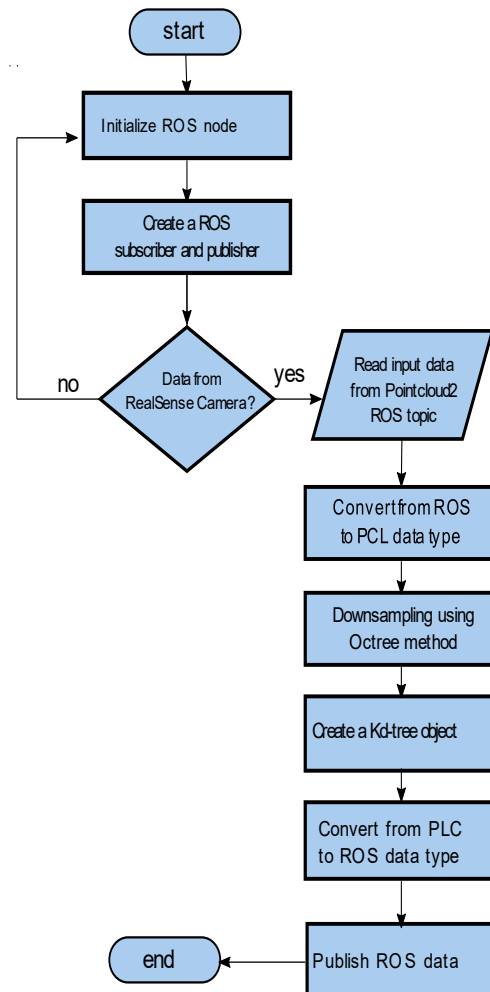 start
Initialize ROS node
Create a ROS
subscriber and publisher
Data from
RealSense Camera?
no
yes
Read input data
from Pointcloud2
ROS topic
Convert from ROS
to PCL data type
Downsampling using
Octree method
Create a Kd-tree object
Convert from PLC
to ROS data type
Publish ROS data
end